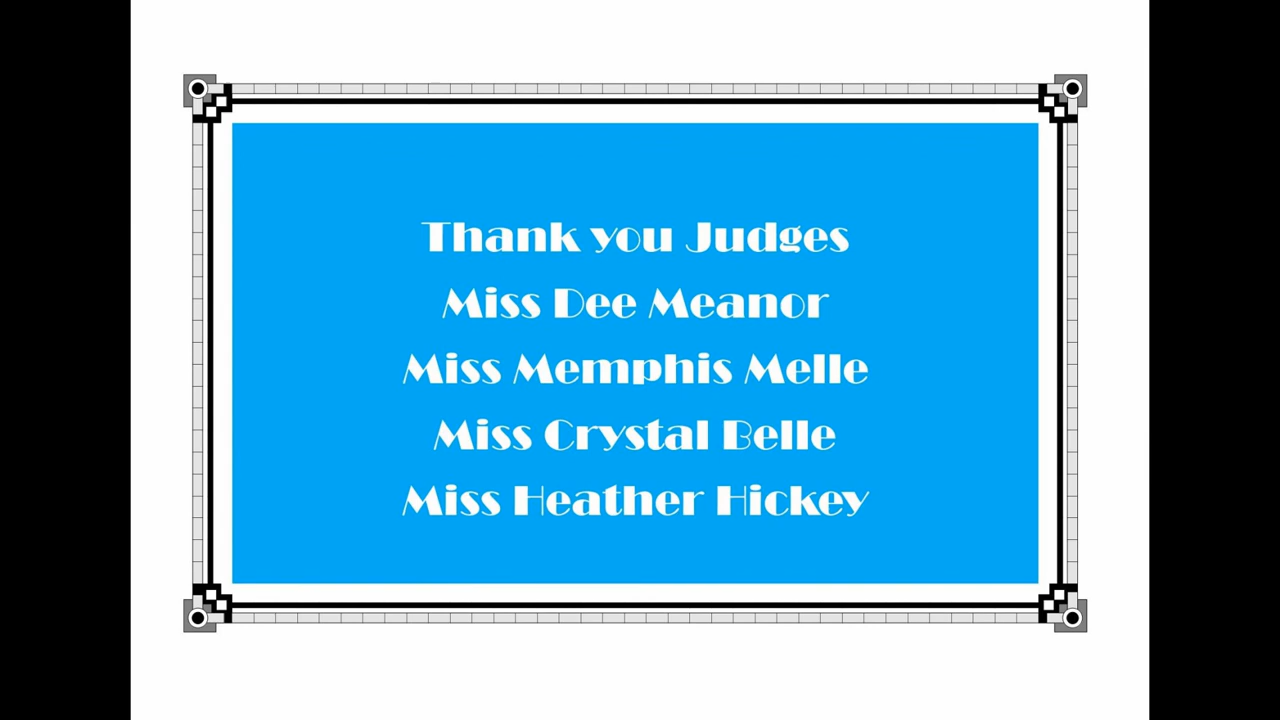 Thank you Judges
Miss Dee Meanor
Miss Memphis Melle
Miss Crystal Belle
Miss Heather Hickey